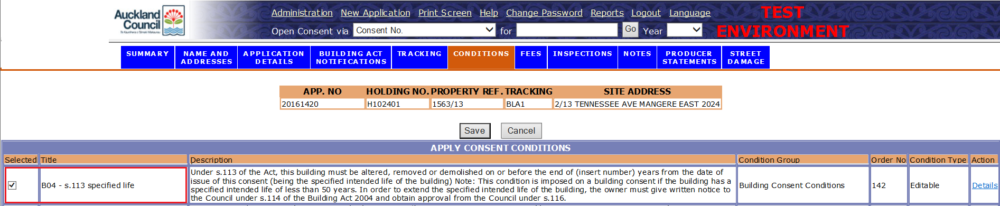 Auckland
Council
Te Kaunihera o Tāmaki Makaurau
Administration New Application Print Screen Help Change Password Reports Logout Language
Open Consent via Consent No. for Go Year
TEST
ENVIRONMENT
SUMMARY
NAME AND
ADDRESSES
APPLICATION
DETAILS
BUILDING ACT
NOTIFICATIONS
TRACKING
CONDITIONS
FEES
INSPECTIONS
NOTES
PRODUCER
STATEMENTS
STREET
DAMAGE
APP. NO HOLDING NO. PROPERTY REF. TRACKING SITE ADDRESS
20161420 H102401 1563/13 BLA1 2/13 TENNESSEE AVE MANGERE EAST 2024
Save Cancel
APPLY CONSENT CONDITIONS
Selected Title Description Condition Group Order No Condition Type Action
B04 - s.113 specified life
Under s.113 of the Act, this building must be altered, removed or demolished on or before the end of (insert number) years from the date of
issue of this consent (being the specified intended life of the building) Note: This condition is imposed on a building consent if the building has a
specified intended life of less than 50 years. In order to extend the specified intended life of the building, the owner must give written notice to
the Council under s.114 of the Building Act 2004 and obtain approval from the Council under s.116.
Building Consent Conditions 142 Editable Details